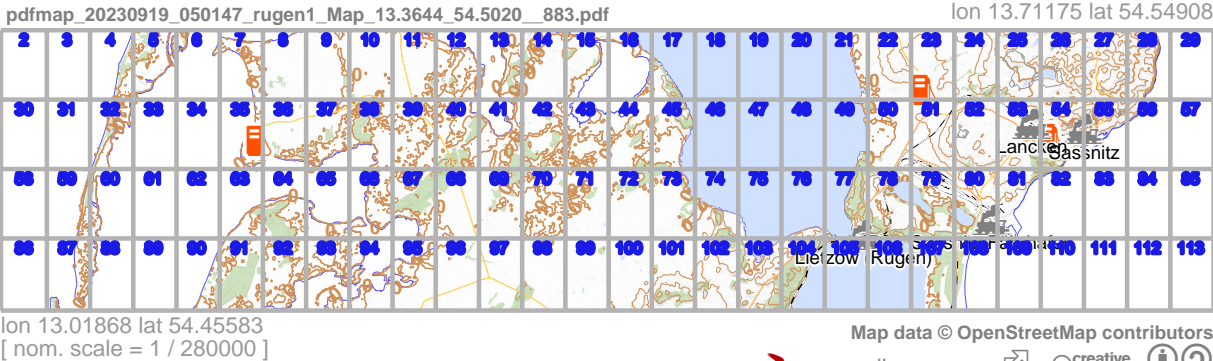 pdfmap_20230919_050147_rugen1_Map_13.3644_54.5020__883.pdf
lon 13.71175 lat 54.54908
2 3 4 5 6 7 8 9 10 11 12 13 14 15 16 17 18 19 20 21 22 23 24 25 26 27 28 29
30 31 32 33 34 35 36 37 38 39 40 41 42 43 44 45 46 47 48 49 50 51 52 53 54 55 56 57
Lancken
Sassnitz
58 59 60 61 62 63 64 65 66 67 68 69 70 71 72 73 74 75 76 77 78 79 80 81 82 83 84 85
86 87 88 89 90 91 92 93 94 95 96 97 98 99 100 101 102 103 104 105 106 107 108 109 110 111 112 113
Lietzow (Rügen)
lon 13.01868 lat 54.45583
[ nom. scale = 1 / 280000 ]
Map data © OpenStreetMap contributors
creative